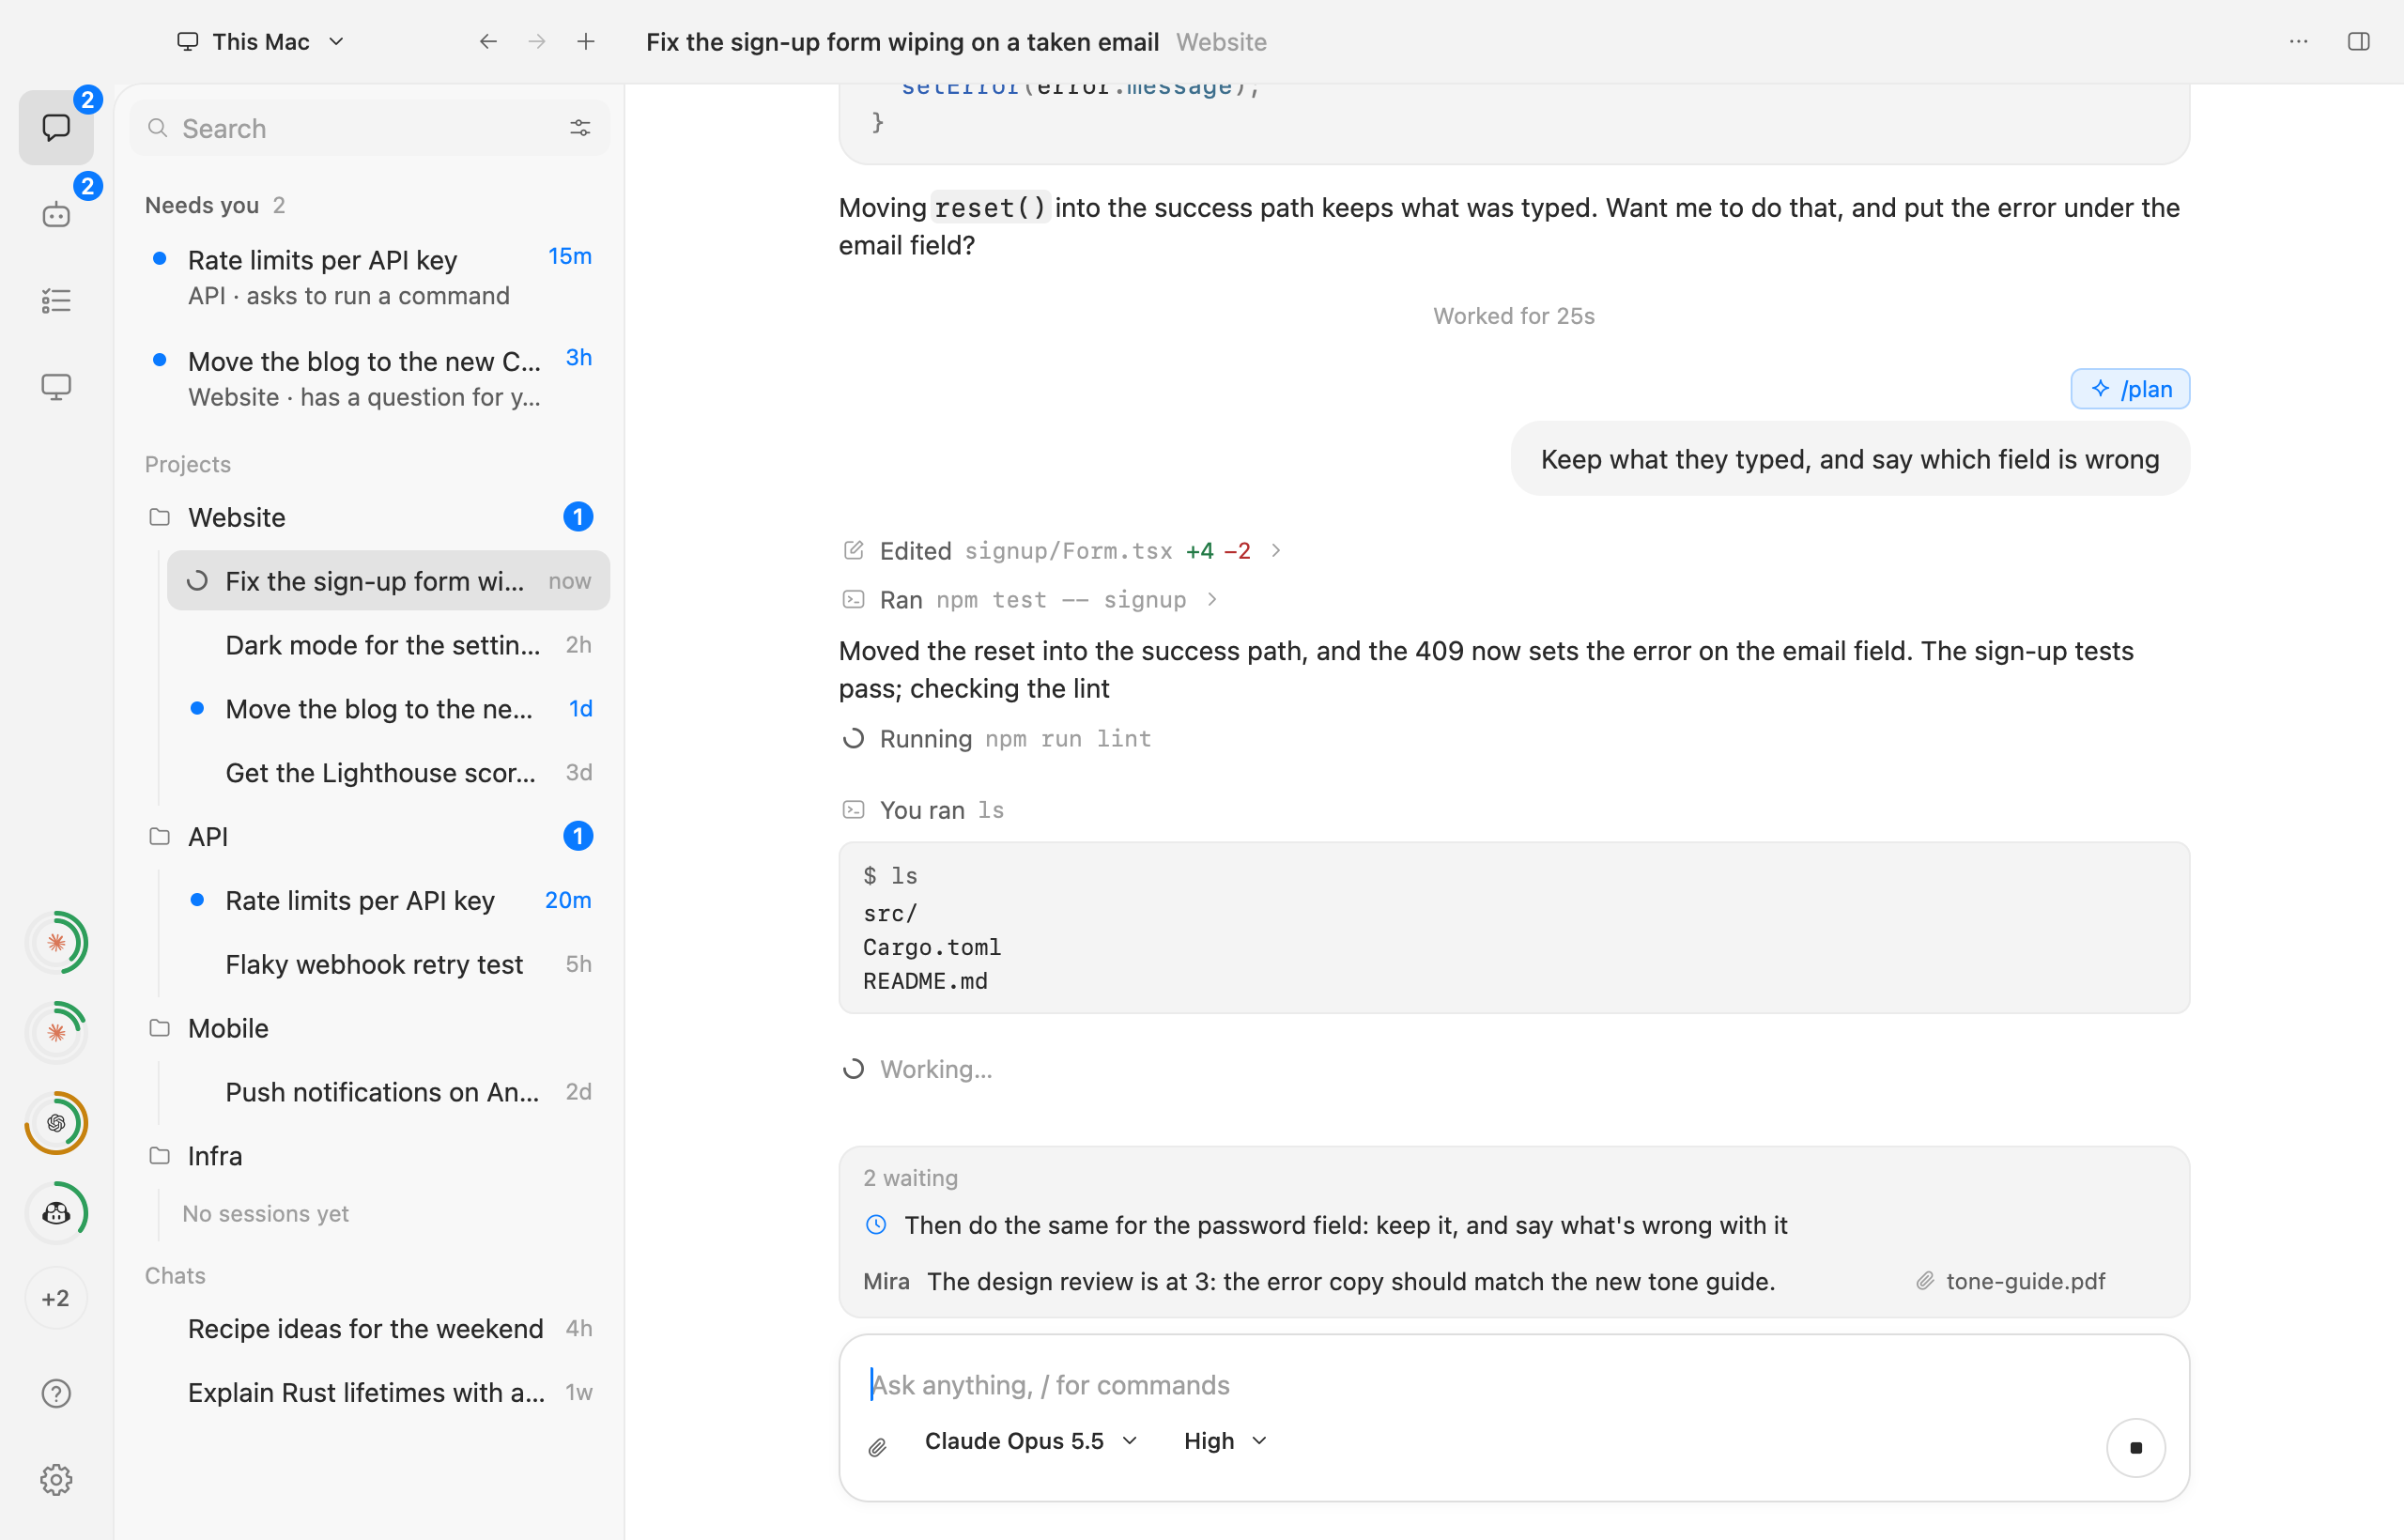 This Mac
Fix the sign-up form wiping on a taken email Website
2
2
Search
Needs you 2
Rate limits per API key 15m
API · asks to run a command
Move the blog to the new C... 3h
Website · has a question for y...
Projects
Website 1
Fix the sign-up form wi... now
Dark mode for the settin... 2h
Move the blog to the ne... 1d
Get the Lighthouse scor... 3d
API 1
Rate limits per API key 20m
Flaky webhook retry test 5h
Mobile
Push notifications on An... 2d
Infra
No sessions yet
Chats
Recipe ideas for the weekend 4h
Explain Rust lifetimes with a... 1w
+2
setError(error.message);
}
Moving reset() into the success path keeps what was typed. Want me to do that, and put the error under the
email field?
Worked for 25s
/plan
Keep what they typed, and say which field is wrong
Edited signup/Form.tsx +4 −2
Ran npm test -- signup
Moved the reset into the success path, and the 409 now sets the error on the email field. The sign-up tests
pass; checking the lint
Running npm run lint
You ran ls
$ ls
src/
Cargo.toml
README.md
Working...
2 waiting
Then do the same for the password field: keep it, and say what's wrong with it
Mira The design review is at 3: the error copy should match the new tone guide. tone-guide.pdf
Ask anything, / for commands
Claude Opus 5.5 High